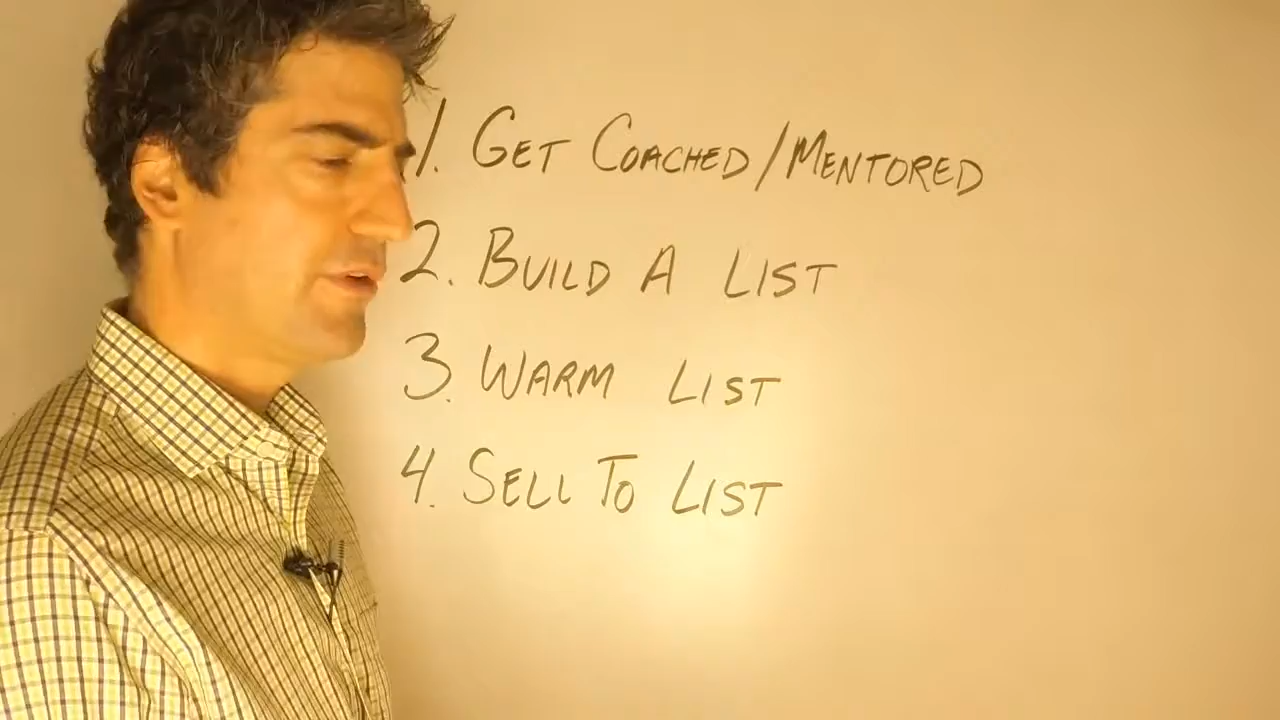 1. GET COACHED/MENTORED
2. BUILD A LIST
3. WARM LIST
4. SELL TO LIST